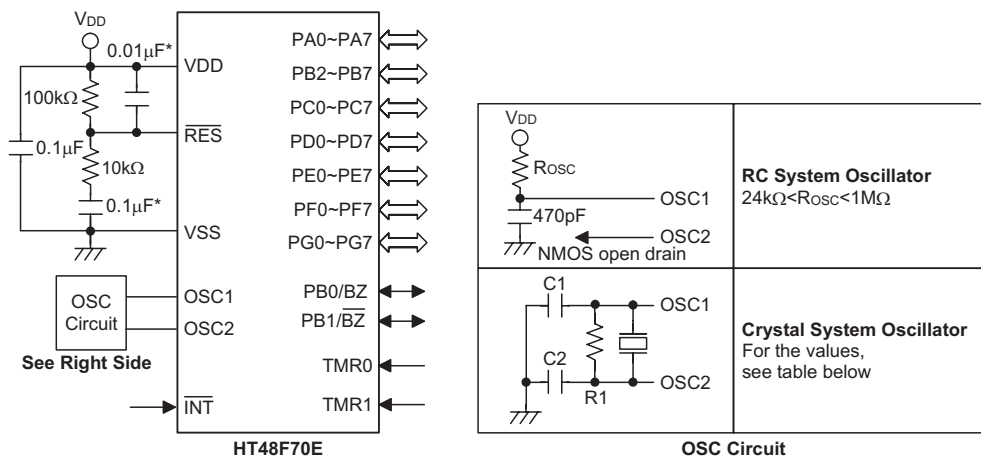 VDD
0.01µF*
VDD
100kΩ
RES
0.1µF
10kΩ
0.1µF*
VSS
OSC
Circuit
OSC1
OSC2
See Right Side
INT
PA0~PA7
PB2~PB7
PC0~PC7
PD0~PD7
PE0~PE7
PF0~PF7
PG0~PG7
PB0/BZ
PB1/BZ
TMR0
TMR1
HT48F70E
VDD
ROSC
OSC1
470pF
OSC2
NMOS open drain
RC System Oscillator
24kΩ<ROSC<1MΩ
C1
OSC1
C2
R1
OSC2
Crystal System Oscillator
For the values,
see table below
OSC Circuit